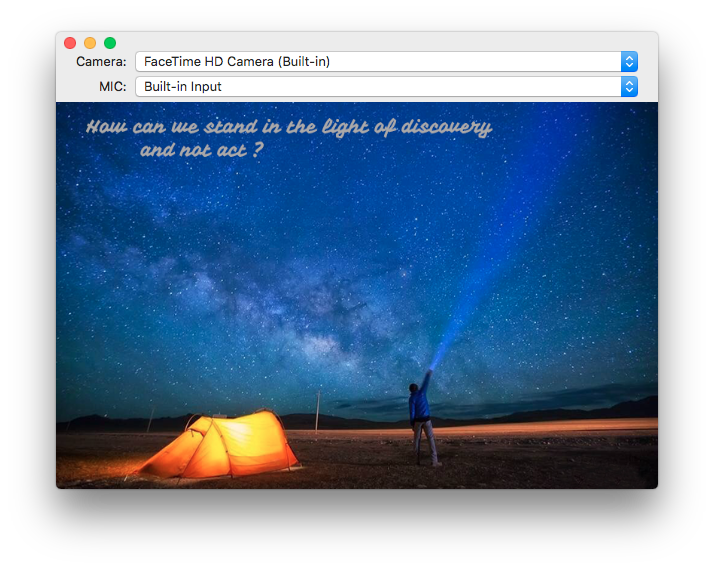 Camera: FaceTime HD Camera (Built-in)
MIC: Built-in Input
How can we stand in the light of discovery
and not act ?